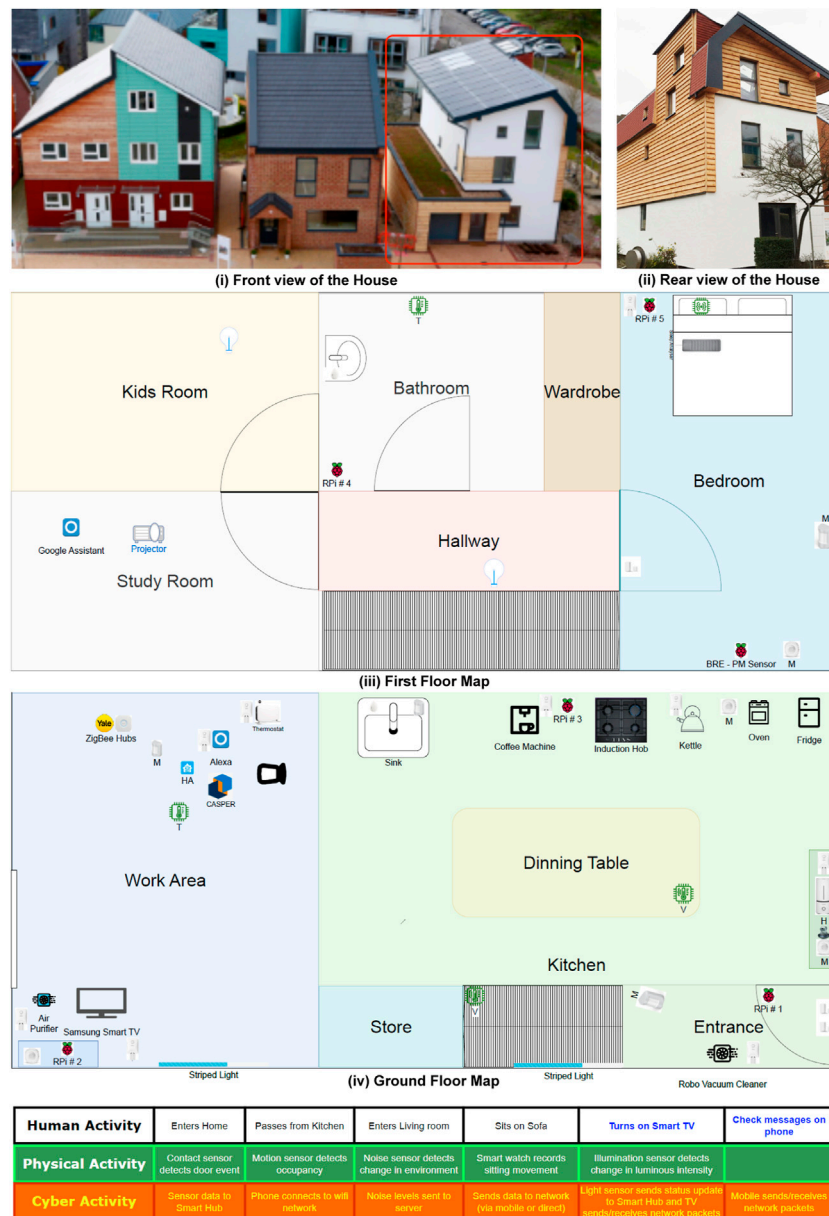 (i) Front view of the House
(ii) Rear view of the House
T
RPi # 5
Kids Room
Bathroom
Wardrobe
RPi # 4
Bedroom
Google Assistant
Projector
Hallway
M
Study Room
BRE - PM Sensor
M
(iii) First Floor Map
Yale
ZigBee Hubs
M
Alexa
Thermostat
HA
CASPER
T
Sink
Coffee Machine
RPi # 3
Induction Hob
Kettle
M
Oven
Fridge
Work Area
Dinning Table
V
H
M
Kitchen
Air
Purifier
Samsung Smart TV
RPi # 2
Store
V
M
RPi # 1
Entrance
Striped Light
(iv) Ground Floor Map
Striped Light
Robo Vacuum Cleaner
Human Activity
Enters Home
Passes from Kitchen
Enters Living room
Sits on Sofa
Turns on Smart TV
Check messages on
phone
Physical Activity
Contact sensor
detects door event
Motion sensor detects
occupancy
Noise sensor detects
change in environment
Smart watch records
sitting movement
Illumination sensor detects
change in luminous intensity
Cyber Activity
Sensor data to
Smart Hub
Phone connects to wifi
network
Noise levels sent to
server
Sends data to network
(via mobile or direct)
Light sensor sends status update
to Smart Hub and TV
sends/receives network packets
Mobile sends/receives
network packets